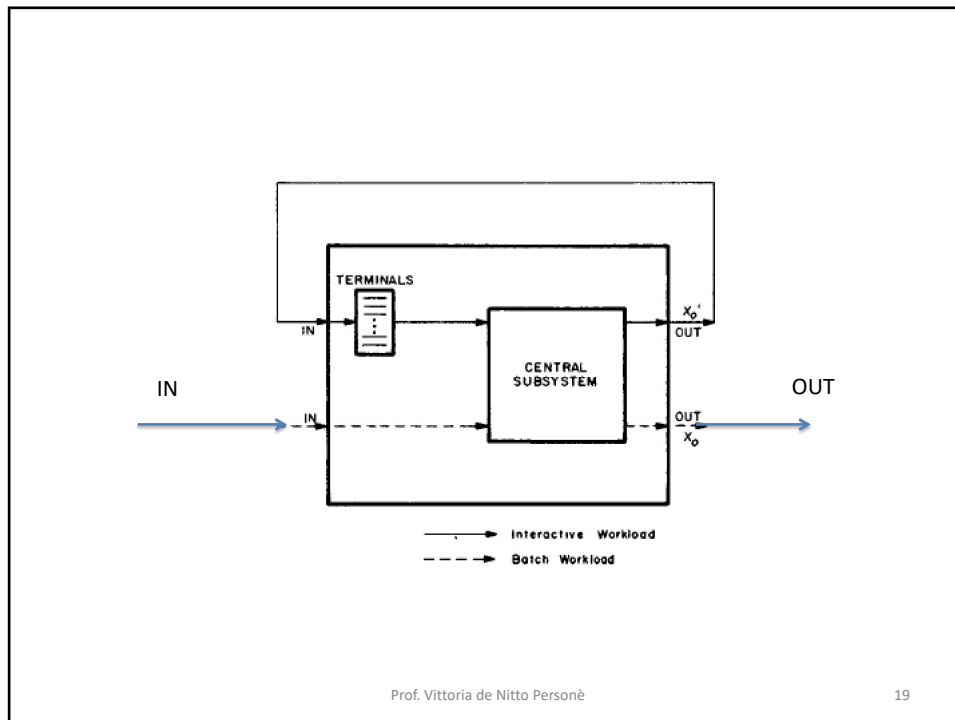 TERMINALS
IN
X₀'
OUT
CENTRAL
SUBSYSTEM
IN
OUT
IN
OUT
X₀
Interactive Workload
Batch Workload
Prof. Vittoria de Nitto Personè
19